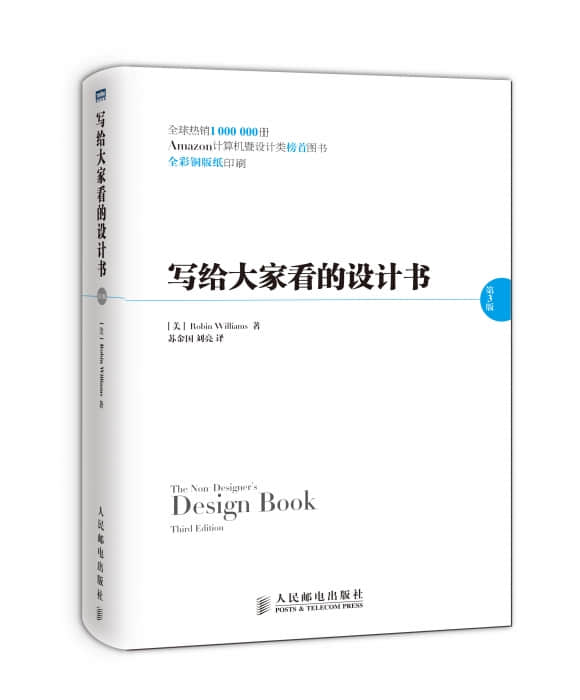 全球热销1 000 000册
Amazon计算机暨设计类榜首图书
全彩铜版纸印刷
写给大家看的设计书
第3版
[美] Robin Williams 著
苏金国 刘亮 译
The Non-Designer's
Design Book
Third Edition
人民邮电出版社
POSTS & TELECOM PRESS
写给大家看的设计书
[美] Robin Williams 著
人民邮电出版社